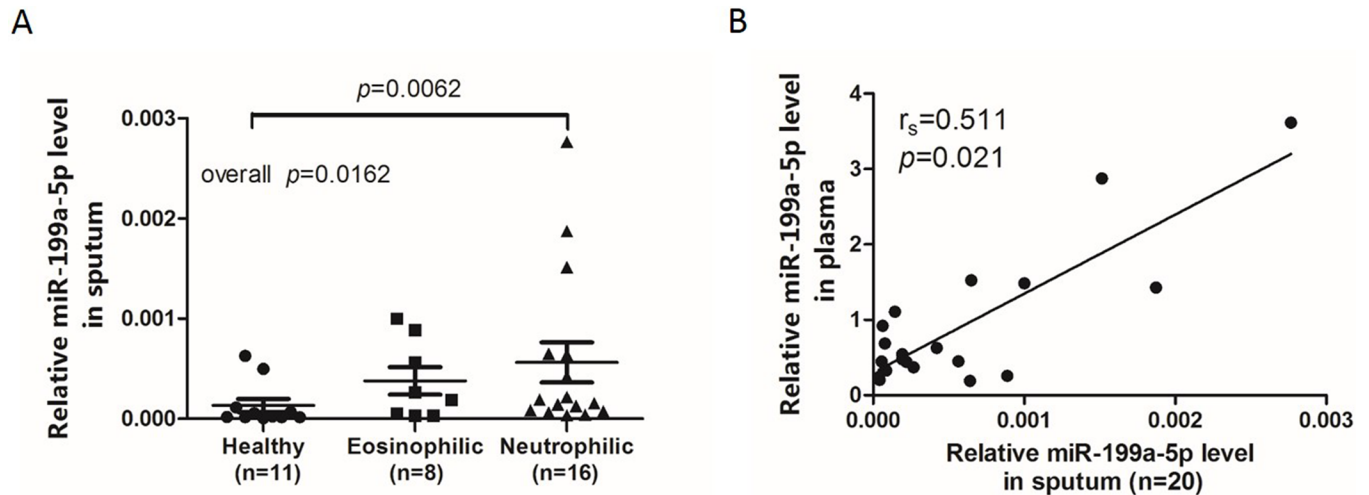 A
p=0.0062
0.003
overall p=0.0162
0.002
0.001
0.000
Relative miR-199a-5p level
in sputum
Healthy
(n=11)
Eosinophilic
(n=8)
Neutrophilic
(n=16)
B
4
3
2
1
0
rs=0.511
p=0.021
Relative miR-199a-5p level
in plasma
0.000
0.001
0.002
0.003
Relative miR-199a-5p level
in sputum (n=20)